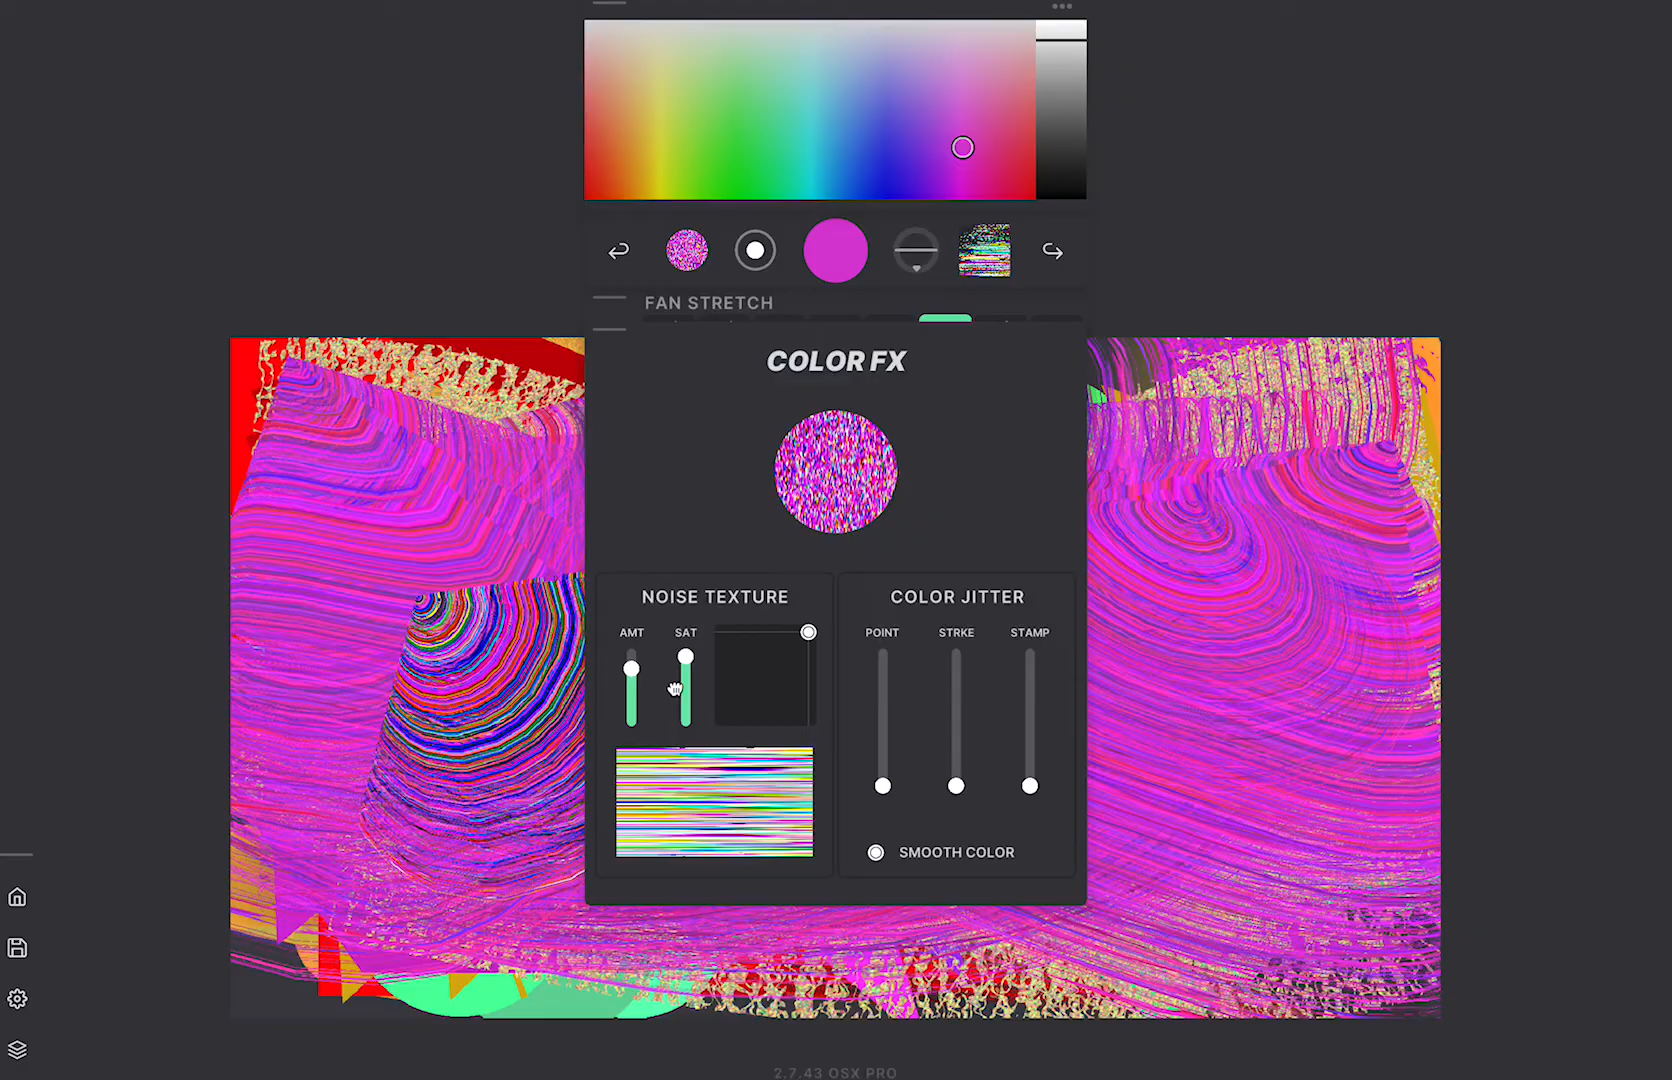 FAN STRETCH
COLOR FX
NOISE TEXTURE
AMT SAT
COLOR JITTER
POINT STRKE STAMP
SMOOTH COLOR
2.7.43 OSX PRO